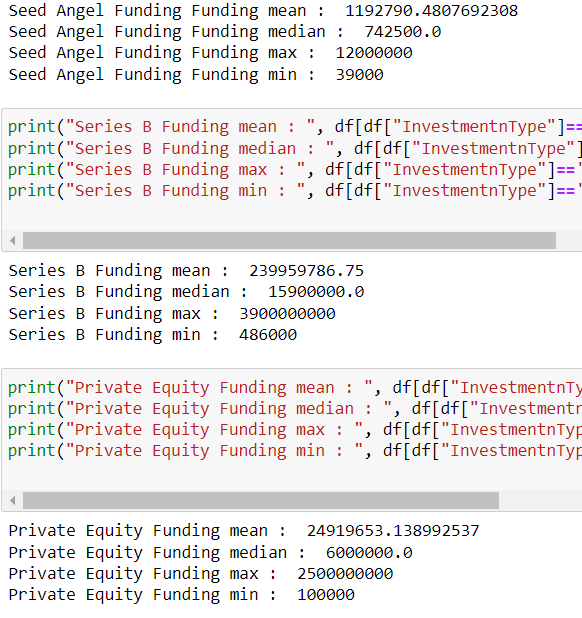 Seed Angel Funding Funding mean :  1192790.4807692308
Seed Angel Funding Funding median :  742500.0
Seed Angel Funding Funding max :  12000000
Seed Angel Funding Funding min :  39000
print("Series B Funding mean : ", df[df["InvestmentnType"]==
print("Series B Funding median : ", df[df["InvestmentnType"]
print("Series B Funding max : ", df[df["InvestmentnType"]=='
print("Series B Funding min : ", df[df["InvestmentnType"]=='
Series B Funding mean :  239959786.75
Series B Funding median :  15900000.0
Series B Funding max :  3900000000
Series B Funding min :  486000
print("Private Equity Funding mean : ", df[df["InvestmentnTy
print("Private Equity Funding median : ", df[df["Investmentn
print("Private Equity Funding max : ", df[df["InvestmentnTyp
print("Private Equity Funding min : ", df[df["InvestmentnTyp
Private Equity Funding mean :  24919653.138992537
Private Equity Funding median :  6000000.0
Private Equity Funding max :  2500000000
Private Equity Funding min :  100000